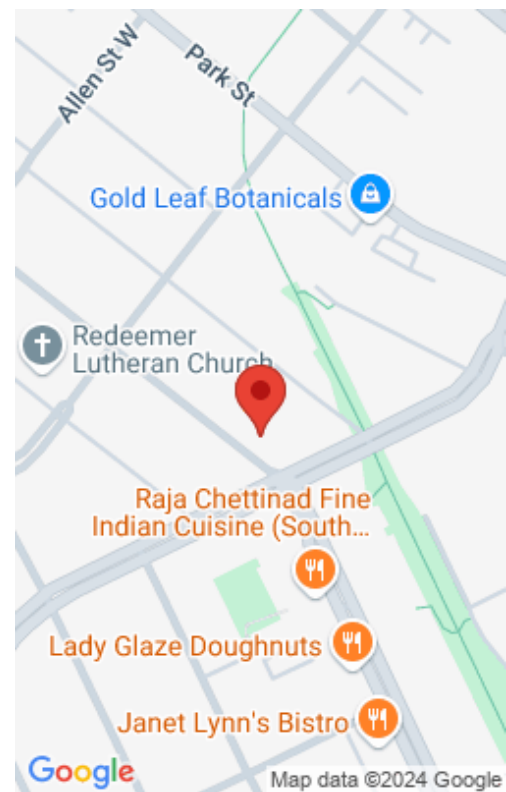 Allen St W
Park St
Gold Leaf Botanicals
Redeemer
Lutheran Church
Raja Chettinad Fine
Indian Cuisine (South...
Lady Glaze Doughnuts
Janet Lynn's Bistro
Google
Map data ©2024 Google